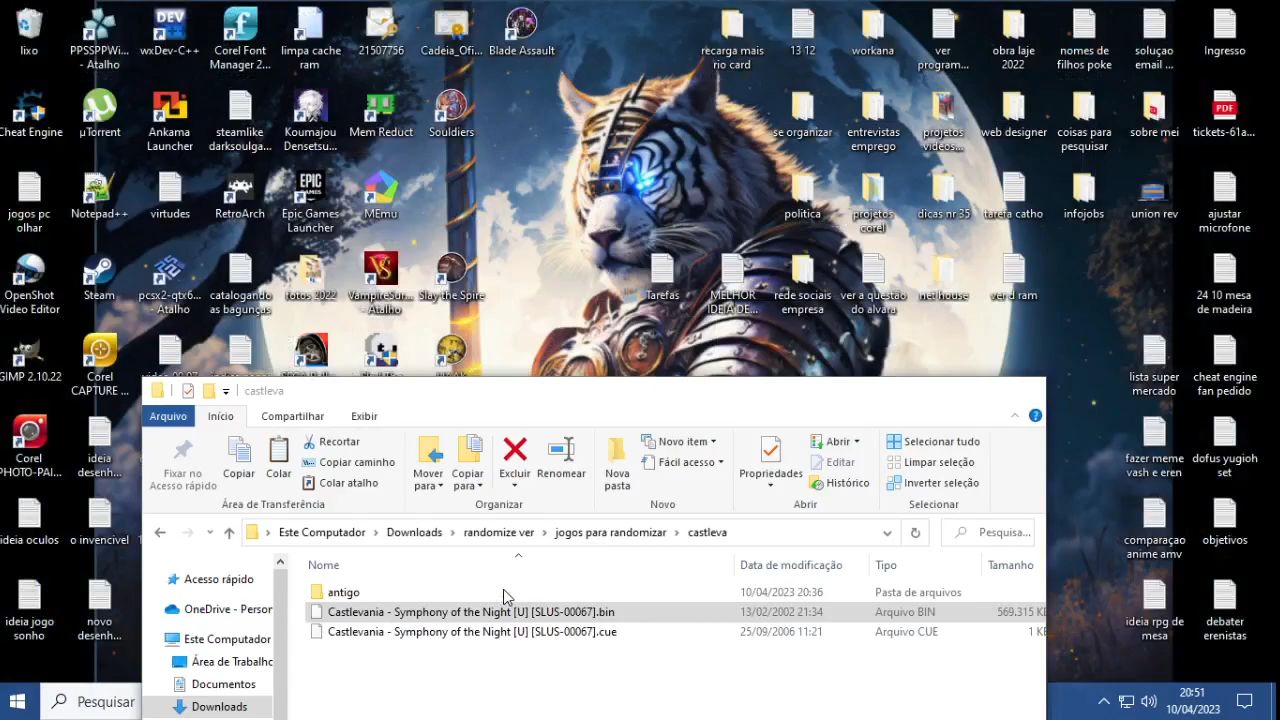 lixo
PPSSPPWi...
- Atalho
wxDev-C++
Corel Font
Manager 2...
limpa cache
ram
21507756
Cadeia_Ofi...
Blade Assault
recarga mais
rio card
13 12
workana
ver
program...
obra laje
2022
nomes de
filhos poke
soluçao
email ...
Ingresso
Cheat Engine
µTorrent
Ankama
Launcher
steamlike
darksoulga...
Koumajou
Densetsu...
Mem Reduct
Souldiers
se organizar
entrevistas
emprego
projetos
videos...
web designer
coisas para
pesquisar
sobre mei
tickets-61a...
jogos pc
olhar
Notepad++
virtudes
RetroArch
Epic Games
Launcher
MEmu
politica
projetos
corel
dicas nr 35
tarefa catho
infojobs
union rev
ajustar
microfone
OpenShot
Video Editor
Steam
pcsx2-qtx6...
- Atalho
catalogando
as bagunças
fotos 2022
VampireSur...
- Atalho
Slay the Spire
Tarefas
MELHOR
IDEIA DE...
rede sociais
empresa
ver a questão
do alvara
net house
ver d ram
24 10 mesa
de madeira
GIMP 2.10.22
Corel
CAPTURE ...
lista super
mercado
cheat engine
fan pedido
castleva
Arquivo
Início
Compartilhar
Exibir
Corel
PHOTO-PAI...
ideia
desenh...
fazer meme
vash e eren
dofus yugioh
set
Fixar no
Acesso rápido
Copiar
Colar
Recortar
Copiar caminho
Colar atalho
Área de Transferência
Mover
para
Copiar
para
Excluir
Renomear
Organizar
Nova
pasta
Novo item
Fácil acesso
Novo
Propriedades
Abrir
Editar
Histórico
Abrir
Selecionar tudo
Limpar seleção
Inverter seleção
Selecionar
ideia oculos
o invencivel
comparaçao
anime amv
objetivos
Este Computador
Downloads
randomize ver
jogos para randomizar
castleva
Pesquisa...
Nome
Data de modificação
Tipo
Tamanho
Acesso rápido
OneDrive - Person
Este Computador
Área de Trabalho
Documentos
Downloads
antigo
10/04/2023 20:36
Pasta de arquivos
Castlevania - Symphony of the Night [U] [SLUS-00067].bin
13/02/2002 21:34
Arquivo BIN
569.315 KB
Castlevania - Symphony of the Night [U] [SLUS-00067].cue
25/09/2006 11:21
Arquivo CUE
1 KB
ideia jogo
sonho
novo
desenh...
ideia rpg de
mesa
debater
erenistas
Pesquisar
20:51
10/04/2023